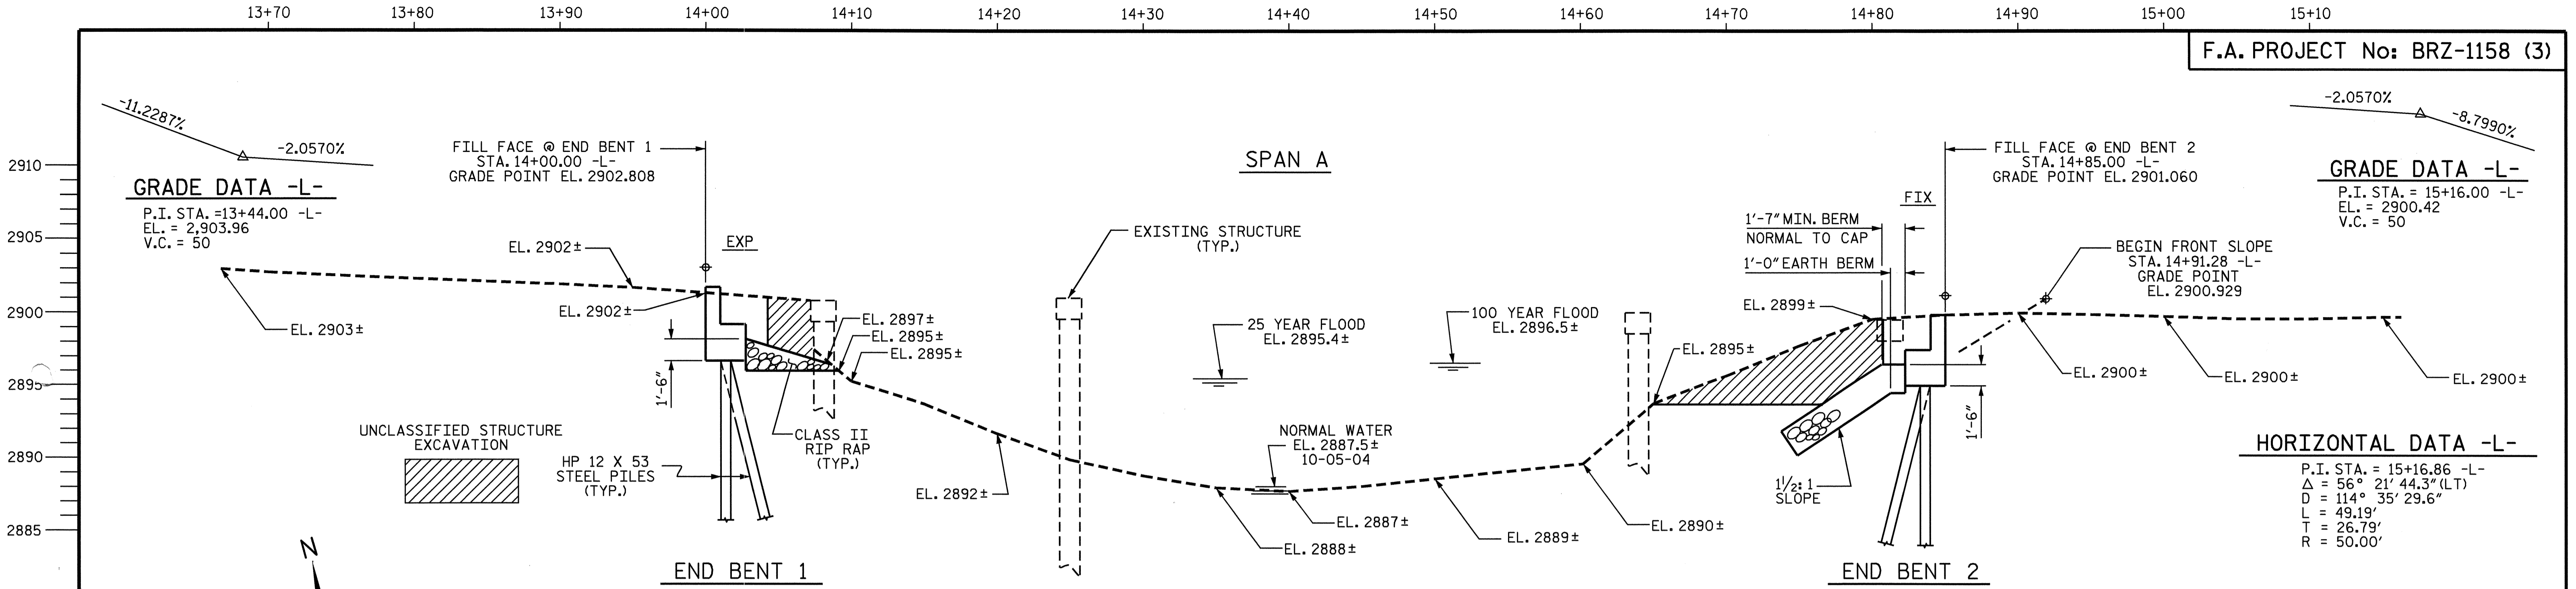 13+70 13+80 13+90 14+00 14+10 14+20 14+30 14+40 14+50 14+60 14+70 14+80 14+90 15+00 15+10
F.A. PROJECT No: BRZ-1158 (3)
-11.2287%
-2.0570%
GRADE DATA -L-
P.I. STA. =13+44.00 -L-
EL. = 2,903.96
V.C. = 50
FILL FACE @ END BENT 1
STA. 14+00.00 -L-
GRADE POINT EL. 2902.808
SPAN A
FILL FACE @ END BENT 2
STA. 14+85.00 -L-
GRADE POINT EL. 2901.060
-2.0570%
-8.7990%
GRADE DATA -L-
P.I. STA. = 15+16.00 -L-
EL. = 2900.42
V.C. = 50
2910
2905
2900
2895
2890
2885
EL. 2902±
EXP
EL. 2903±
EL. 2902±
EL. 2897±
EL. 2895±
EL. 2895±
1'-6"
UNCLASSIFIED STRUCTURE
EXCAVATION
HP 12 X 53
STEEL PILES
(TYP.)
CLASS II
RIP RAP
(TYP.)
EL. 2892±
EXISTING STRUCTURE
(TYP.)
25 YEAR FLOOD
EL. 2895.4±
100 YEAR FLOOD
EL. 2896.5±
NORMAL WATER
EL. 2887.5±
10-05-04
EL. 2888±
EL. 2887±
EL. 2889±
EL. 2890±
EL. 2895±
FIX
1'-7" MIN. BERM
NORMAL TO CAP
1'-0" EARTH BERM
EL. 2899±
1½: 1
SLOPE
1'-6"
BEGIN FRONT SLOPE
STA. 14+91.28 -L-
GRADE POINT
EL. 2900.929
EL. 2900±
EL. 2900±
EL. 2900±
HORIZONTAL DATA -L-
P.I. STA. = 15+16.86 -L-
△ = 56° 21' 44.3" (LT)
D = 114° 35' 29.6"
L = 49.19'
T = 26.79'
R = 50.00'
N
END BENT 1
END BENT 2